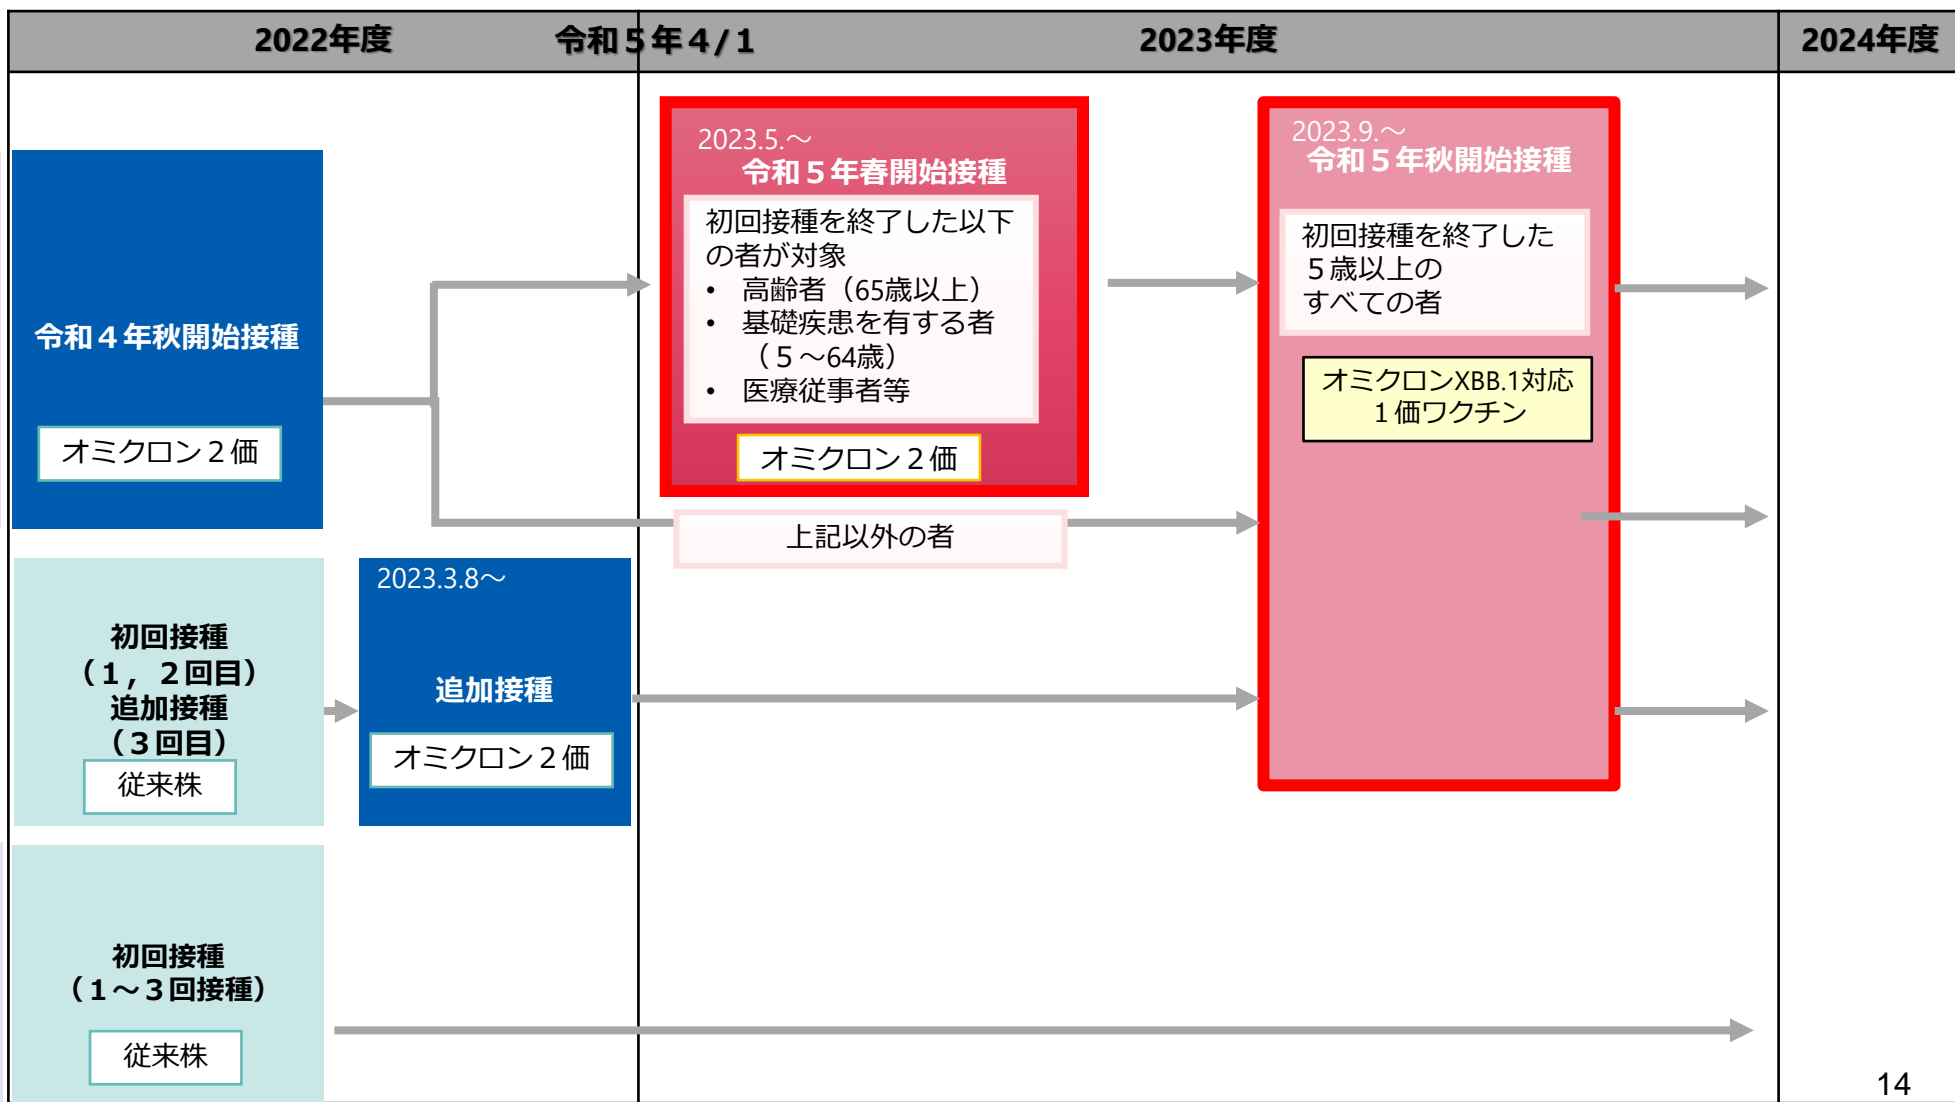 2022年度
令和５年４/１
2023年度
2024年度
令和４年秋開始接種
オミクロン２価
2023.5.～
令和５年春開始接種
初回接種を終了した以下
の者が対象
• 高齢者（65歳以上）
• 基礎疾患を有する者
（５～64歳）
• 医療従事者等
オミクロン２価
上記以外の者
2023.9.～
令和５年秋開始接種
初回接種を終了した
５歳以上の
すべての者
オミクロンXBB.1対応
１価ワクチン
初回接種
（１，２回目）
追加接種
（３回目）
従来株
2023.3.8～
追加接種
オミクロン２価
初回接種
（１～３回接種）
従来株
14